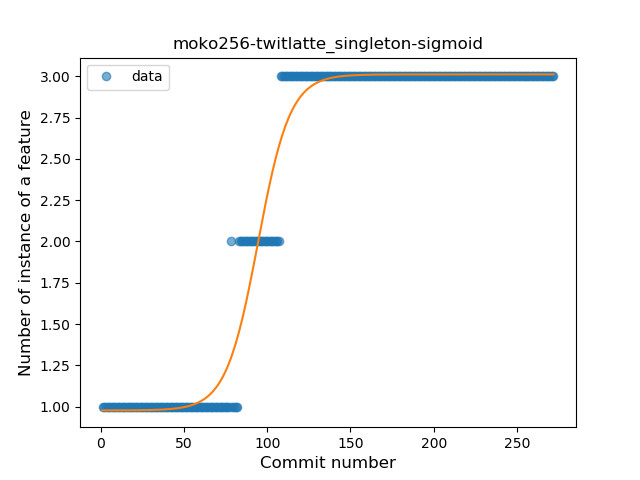 moko256-twitlatte_singleton-sigmoid
data
Number of instance of a feature
3.00
2.75
2.50
2.25
2.00
1.75
1.50
1.25
1.00
0 50 100 150 200 250
Commit number